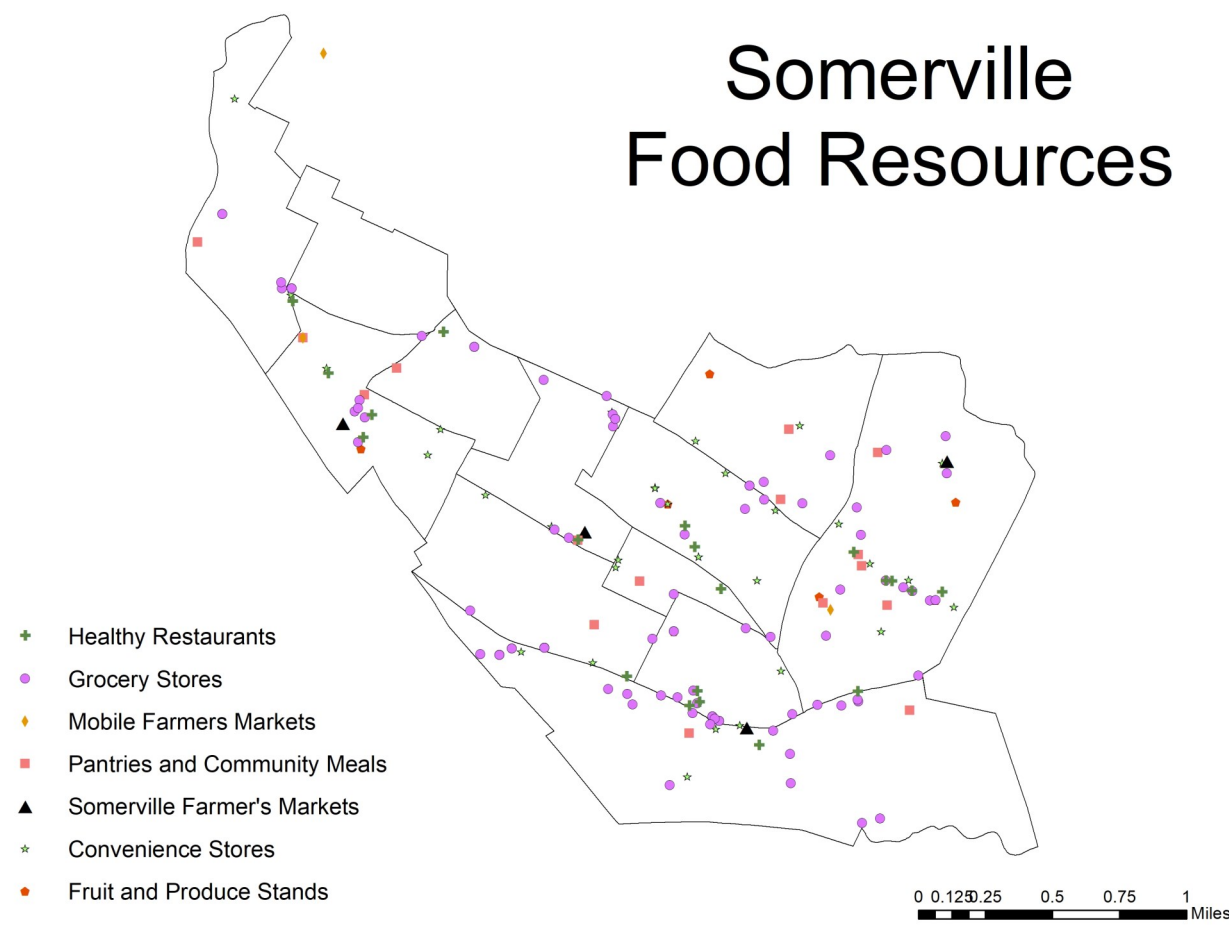 Somerville
Food Resources
Healthy Restaurants
Grocery Stores
Mobile Farmers Markets
Pantries and Community Meals
Somerville Farmer's Markets
Convenience Stores
Fruit and Produce Stands
0 0.125 0.25 0.5 0.75 1
Miles